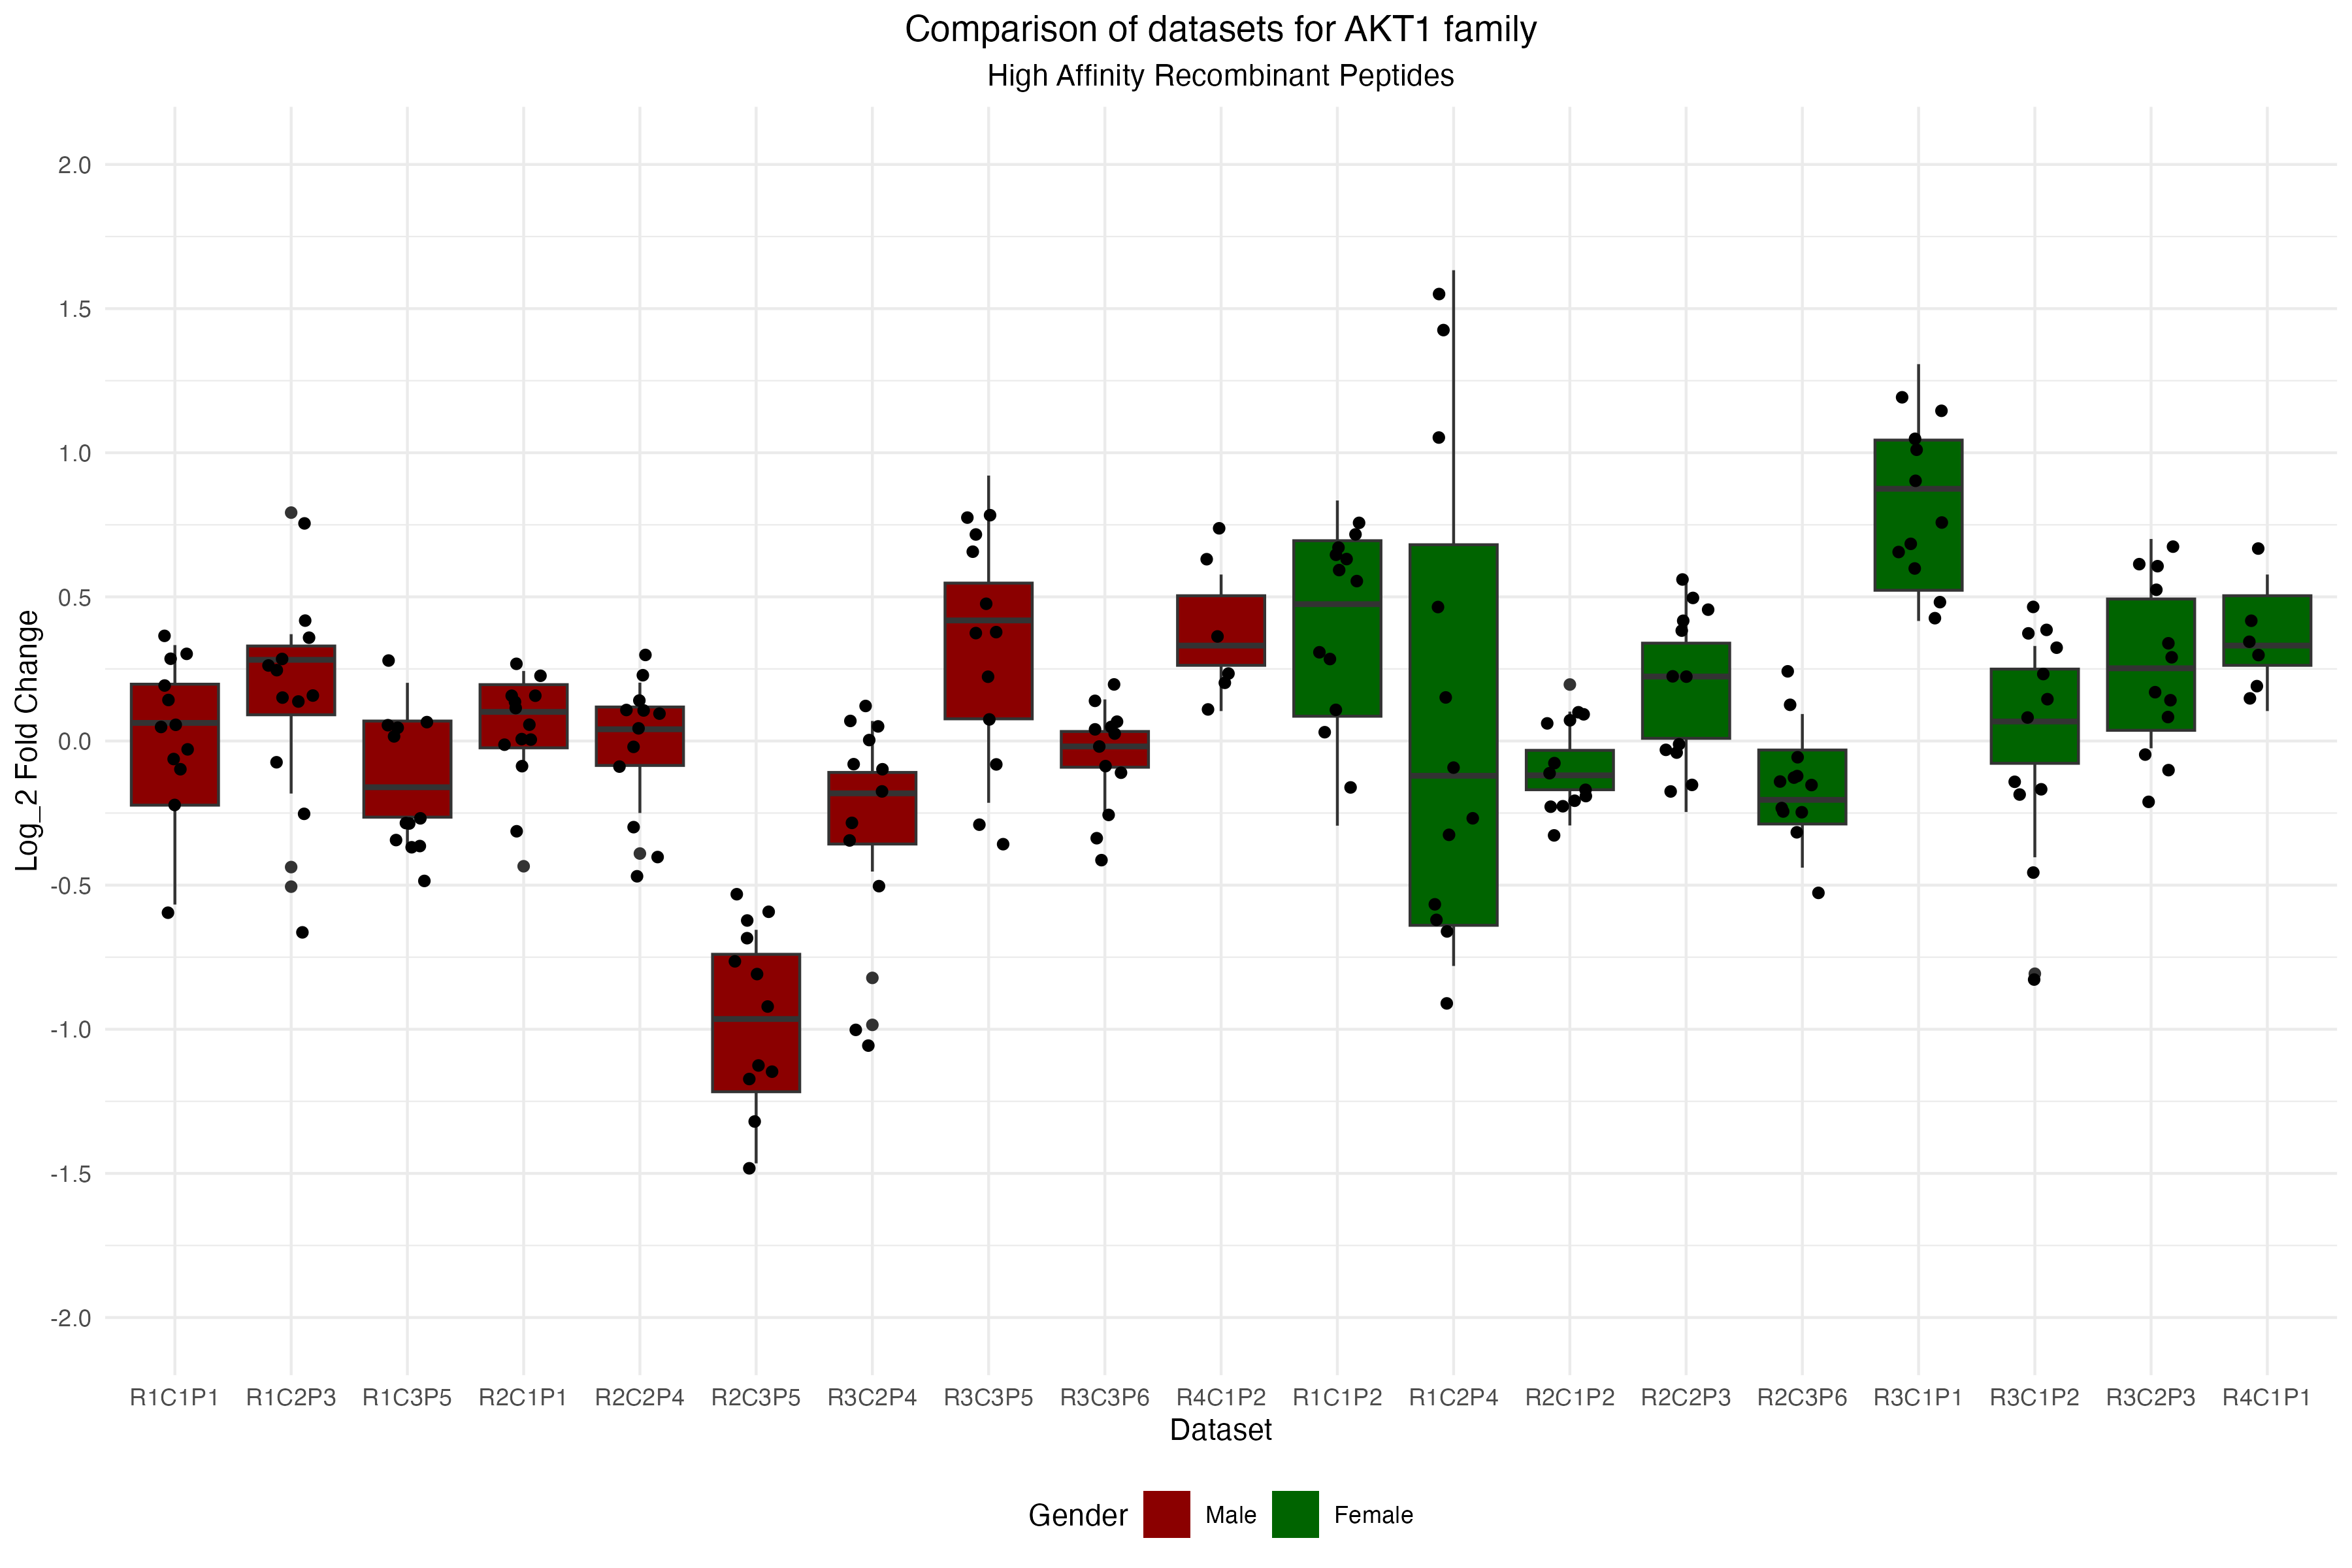 Comparison of datasets for AKT1 family
High Affinity Recombinant Peptides
Log_2 Fold Change
2.0
1.5
1.0
0.5
0.0
-0.5
-1.0
-1.5
-2.0
R1C1P1 R1C2P3 R1C3P5 R2C1P1 R2C2P4 R2C3P5 R3C2P4 R3C3P5 R3C3P6 R4C1P2 R1C1P2 R1C2P4 R2C1P2 R2C2P3 R2C3P6 R3C1P1 R3C1P2 R3C2P3 R4C1P1
Dataset
Gender Male Female